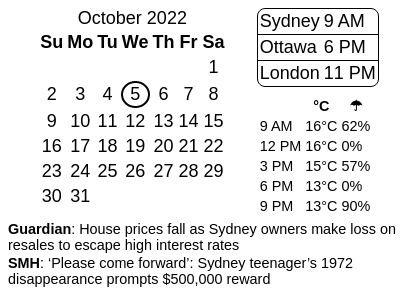 October 2022
Su Mo Tu We Th Fr Sa
1
2 3 4 5 6 7 8
9 10 11 12 13 14 15
16 17 18 19 20 21 22
23 24 25 26 27 28 29
30 31
Sydney 9 AM
Ottawa 6 PM
London 11 PM
°C ☂
9 AM 16°C 62%
12 PM 16°C 0%
3 PM 15°C 57%
6 PM 13°C 0%
9 PM 13°C 90%
Guardian: House prices fall as Sydney owners make loss on
resales to escape high interest rates
SMH: ‘Please come forward’: Sydney teenager’s 1972
disappearance prompts $500,000 reward